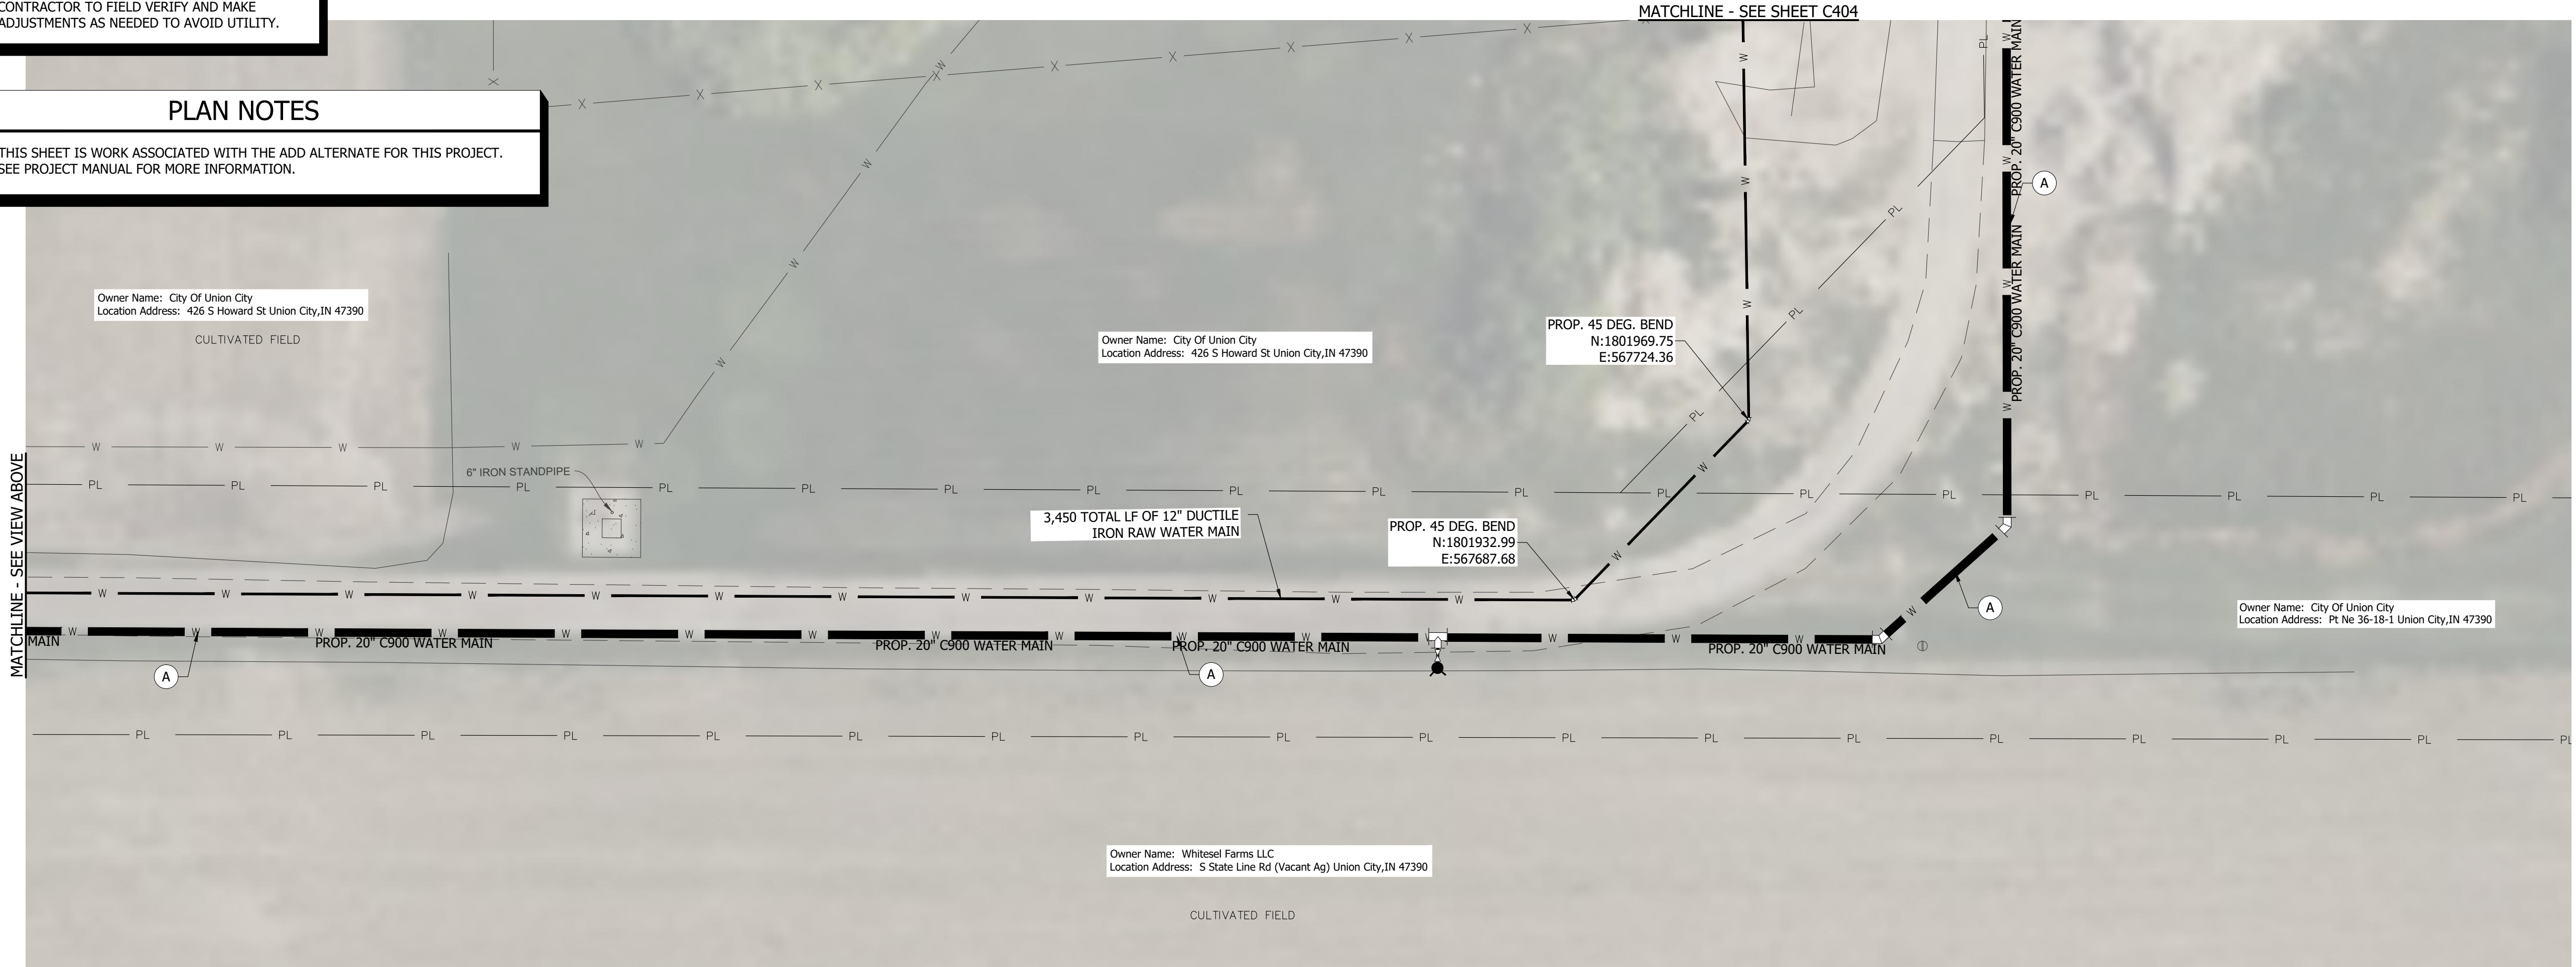 CONTRACTOR TO FIELD VERIFY AND MAKE
ADJUSTMENTS AS NEEDED TO AVOID UTILITY.
MATCHLINE - SEE SHEET C404
PLAN NOTES
THIS SHEET IS WORK ASSOCIATED WITH THE ADD ALTERNATE FOR THIS PROJECT.
SEE PROJECT MANUAL FOR MORE INFORMATION.
PROP. 20" C900 WATER MAIN
A
PROP. 20" C900 WATER MAIN
Owner Name: City Of Union City
Location Address: 426 S Howard St Union City,IN 47390
CULTIVATED FIELD
Owner Name: City Of Union City
Location Address: 426 S Howard St Union City,IN 47390
PROP. 45 DEG. BEND
N:1801969.75
E:567724.36
MATCHLINE - SEE VIEW ABOVE
6" IRON STANDPIPE
3,450 TOTAL LF OF 12" DUCTILE
IRON RAW WATER MAIN
PROP. 45 DEG. BEND
N:1801932.99
E:567687.68
A
Owner Name: City Of Union City
Location Address: Pt Ne 36-18-1 Union City,IN 47390
MAIN
PROP. 20" C900 WATER MAIN
PROP. 20" C900 WATER MAIN
PROP. 20" C900 WATER MAIN
PROP. 20" C900 WATER MAIN
A
A
Owner Name: Whitesel Farms LLC
Location Address: S State Line Rd (Vacant Ag) Union City,IN 47390
CULTIVATED FIELD